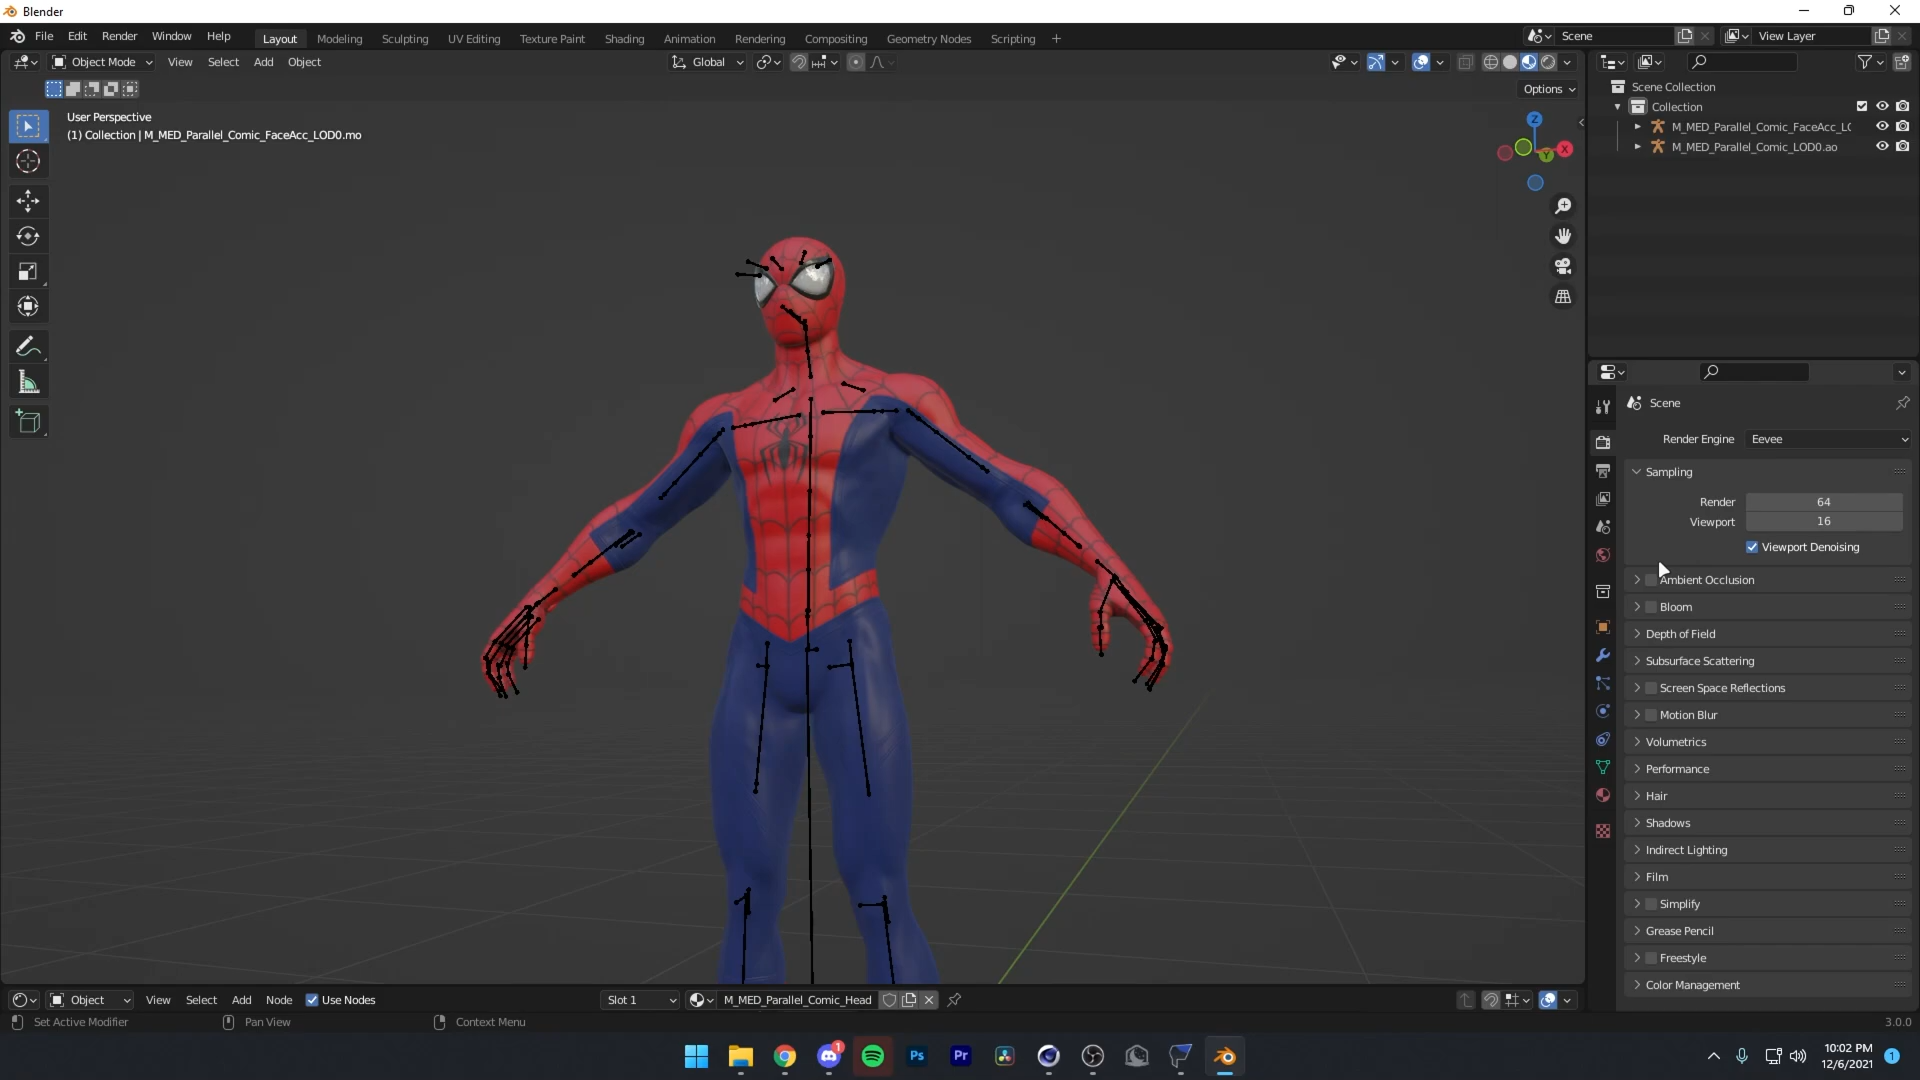 Blender
File Edit Render Window Help Layout Modeling Sculpting UV Editing Texture Paint Shading Animation Rendering Compositing Geometry Nodes Scripting + Scene View Layer
Object Mode View Select Add Object Global
Options
User Perspective
(1) Collection | M_MED_Parallel_Comic_FaceAcc_LOD0.mo
Z
X
Y
Scene Collection
Collection
M_MED_Parallel_Comic_FaceAcc_LC
M_MED_Parallel_Comic_LOD0.ao
Scene
Render Engine Eevee
Sampling
Render 64
Viewport 16
Viewport Denoising
Ambient Occlusion
Bloom
Depth of Field
Subsurface Scattering
Screen Space Reflections
Motion Blur
Volumetrics
Performance
Hair
Shadows
Indirect Lighting
Film
Simplify
Grease Pencil
Freestyle
Color Management
Object View Select Add Node Use Nodes Slot 1 M_MED_Parallel_Comic_Head
Set Active Modifier Pan View Context Menu 3.0.0
1 Ps Pr 10:02 PM 1
12/6/2021